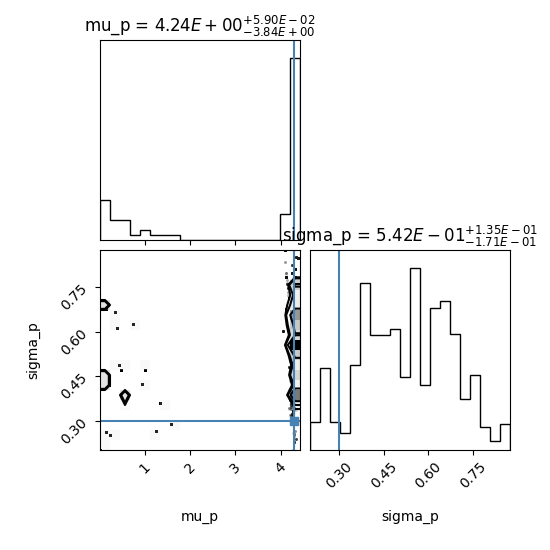 mu_p = 4.24E + 00+5.90E − 02 −3.84E + 00
sigma_p = 5.42E − 01+1.35E − 01 −1.71E − 01
0.75
0.60
0.45
0.30
sigma_p
1 2 3 4
0.30 0.45 0.60 0.75
mu_p
sigma_p